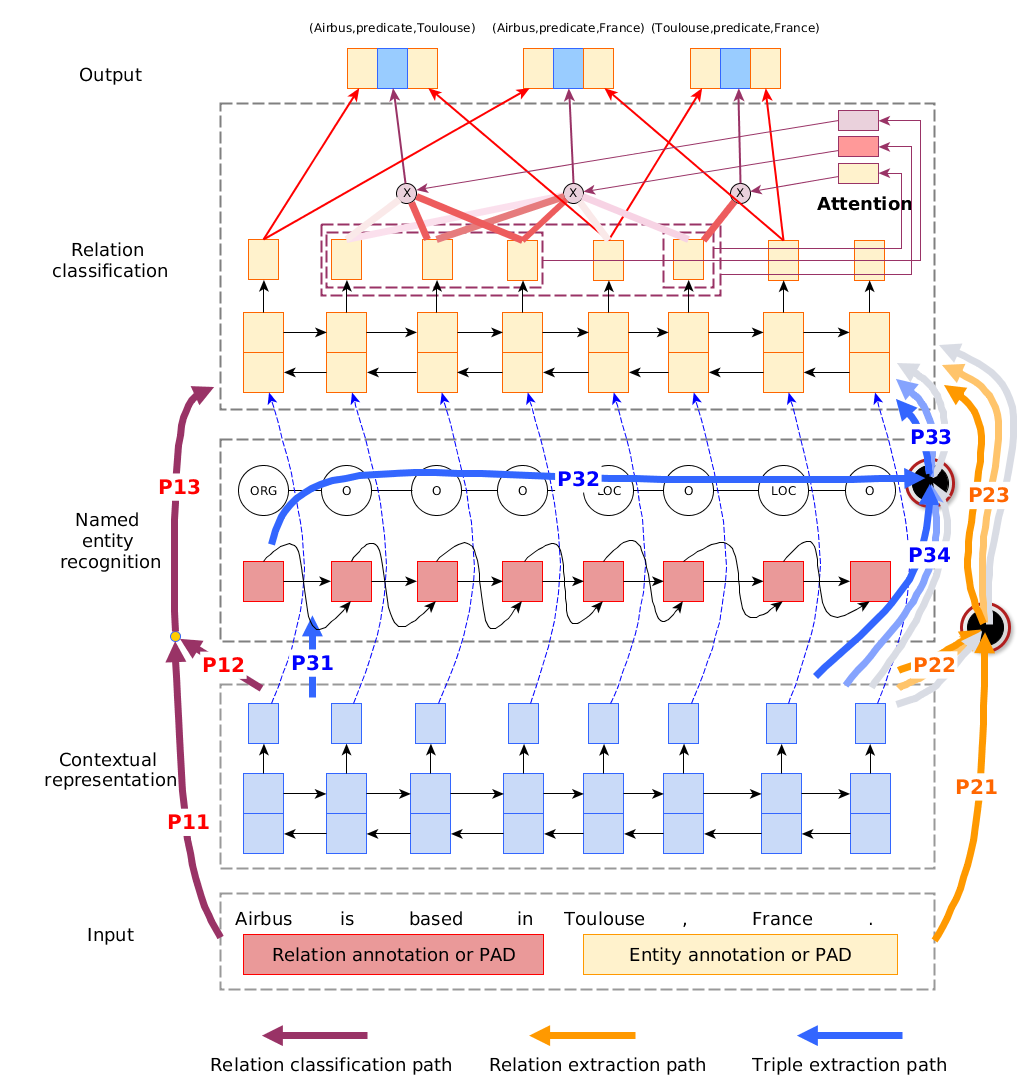 (Airbus,predicate,Toulouse) (Airbus,predicate,France) (Toulouse,predicate,France)
Output
X X X
Attention
Relation
classification
P33
P13
P32
P23
ORG O O O LOC O LOC O
Named
entity
recognition
P34
P12
P31
P22
Contextual
representation
P21
P11
Input
Airbus is based in Toulouse , France .
Relation annotation or PAD
Entity annotation or PAD
Relation classification path
Relation extraction path
Triple extraction path